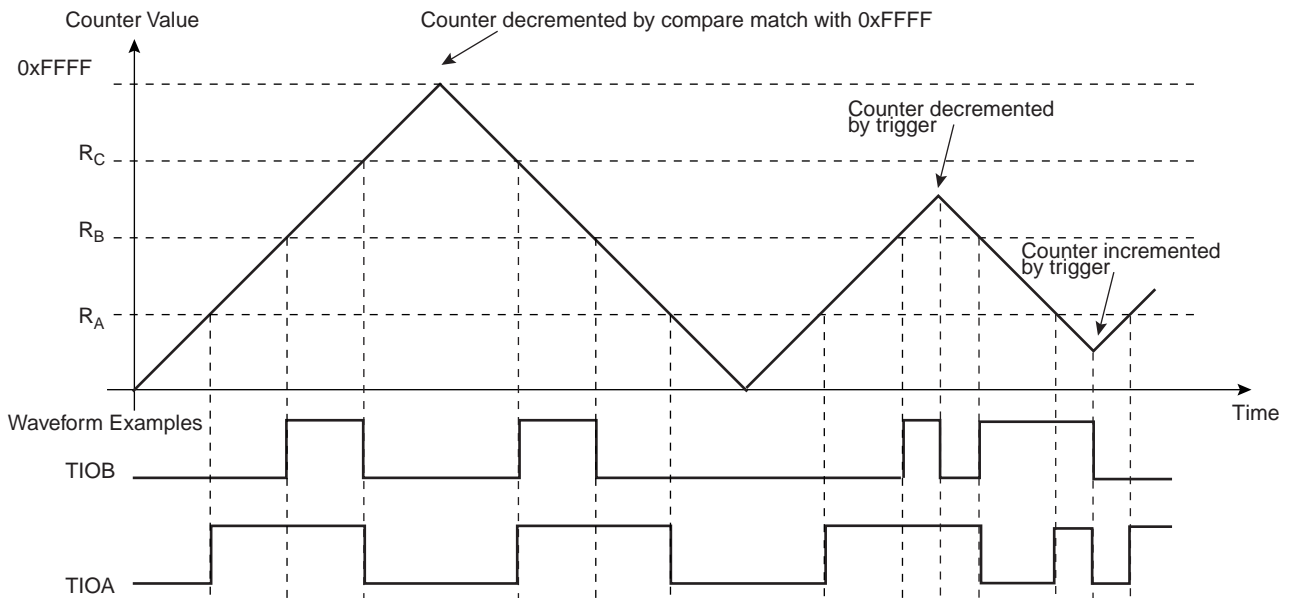 Counter Value
Counter decremented by compare match with 0xFFFF
0xFFFF
Counter decremented
by trigger
RC
RB
Counter incremented
by trigger
RA
Time
Waveform Examples
TIOB
TIOA